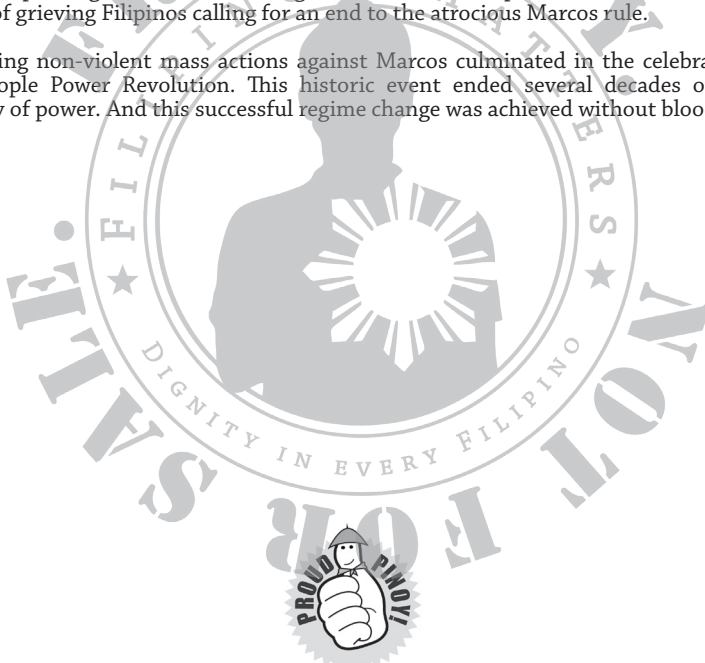 of grieving Filipinos calling for an end to the atrocious Marcos rule.
ing non-violent mass actions against Marcos culminated in the celebra
ople Power Revolution. This historic event ended several decades o
y of power. And this successful regime change was achieved without bloo
FILIPIN
MATTERS
DIGNITY IN EVERY FILIPINO
NOT FOR SALE.
PROUD PINOY!